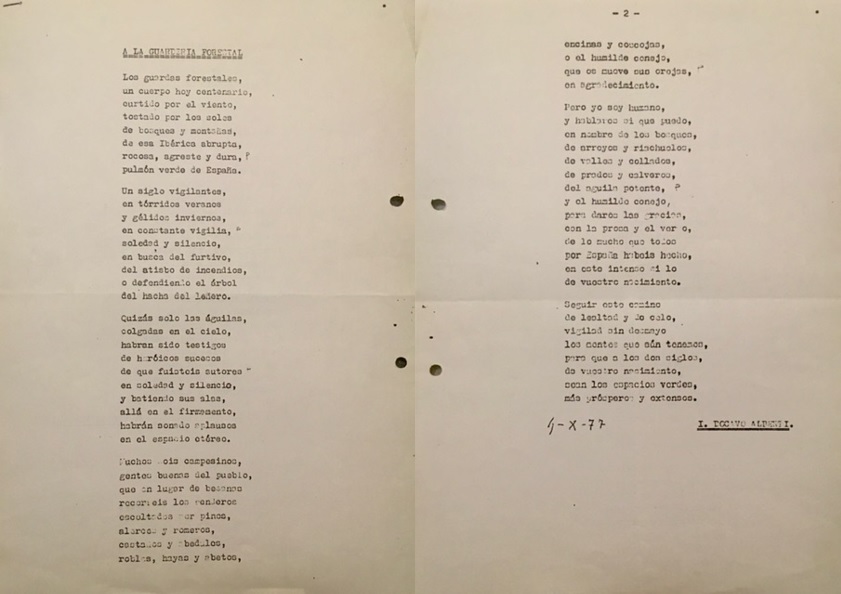 A LA GUARDERIA FORESTAL
Los guardas forestales,
un cuerpo hoy centenario,
curtido por el viento,
tostado por los soles
de bosques y montañas,
de esa Ibérica abrupta,
rocosa, agreste y dura,
pulmón verde de España.
Un siglo vigilantes,
en tórridos veranos
y gélidos inviernos,
en constante vigilia,
soledad y silencio,
en busca del furtivo,
del atisbo de incendios,
o defendiendo el árbol
del hacha del leñero.
Quizás solo las águilas,
colgadas en el cielo,
habran sido testigos
de heróicos sucesos
de que fuisteis autores
en soledad y silencio,
y batiendo sus alas,
allá en el firmamento,
habrán sonado aplausos
en el espacio etéreo.
Muchos sois campesinos,
gentes buenas del pueblo,
que en lugar de besanas
recorreis los senderos
escoltados por pinos,
alerces y romeros,
castaños y abedules,
robles, hayas y abetos,
- 2 -
encinas y coscojas,
o el humilde conejo,
que os mueve sus orejas,
en agradecimiento.
Pero yo soy humano,
y hablaros si que puedo,
en nombre de los bosques,
de arroyos y riachuelos,
de valles y collados,
de prados y calveros,
del aguila potente,
y el humilde conejo,
para daros las gracias,
con la prosa y el verso,
de lo mucho que todos
por España habeis hecho,
en este intenso siglo
de vuestro nacimiento.
Seguir este camino
de lealtad y de celo,
vigilad sin desmayo
los montes que aún tenemos,
para que a los dos siglos,
de vuestro nacimiento,
sean los espacios verdes,
más prósperos y extensos.
4-X-77
I. DOCAVO ALBERTI.